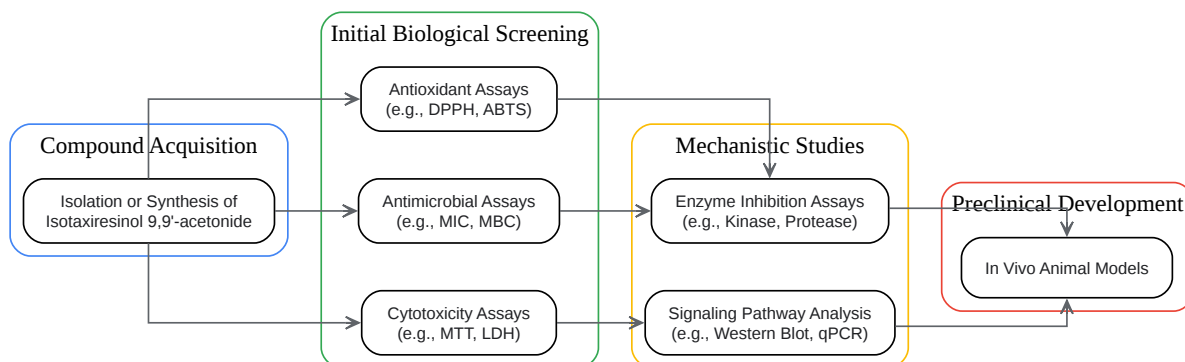 Initial Biological Screening
Antioxidant Assays
(e.g., DPPH, ABTS)
Compound Acquisition
Mechanistic Studies
Isolation or Synthesis of
Isotaxiresinol 9,9'-acetonide
Antimicrobial Assays
(e.g., MIC, MBC)
Enzyme Inhibition Assays
(e.g., Kinase, Protease)
Preclinical Development
In Vivo Animal Models
Cytotoxicity Assays
(e.g., MTT, LDH)
Signaling Pathway Analysis
(e.g., Western Blot, qPCR)